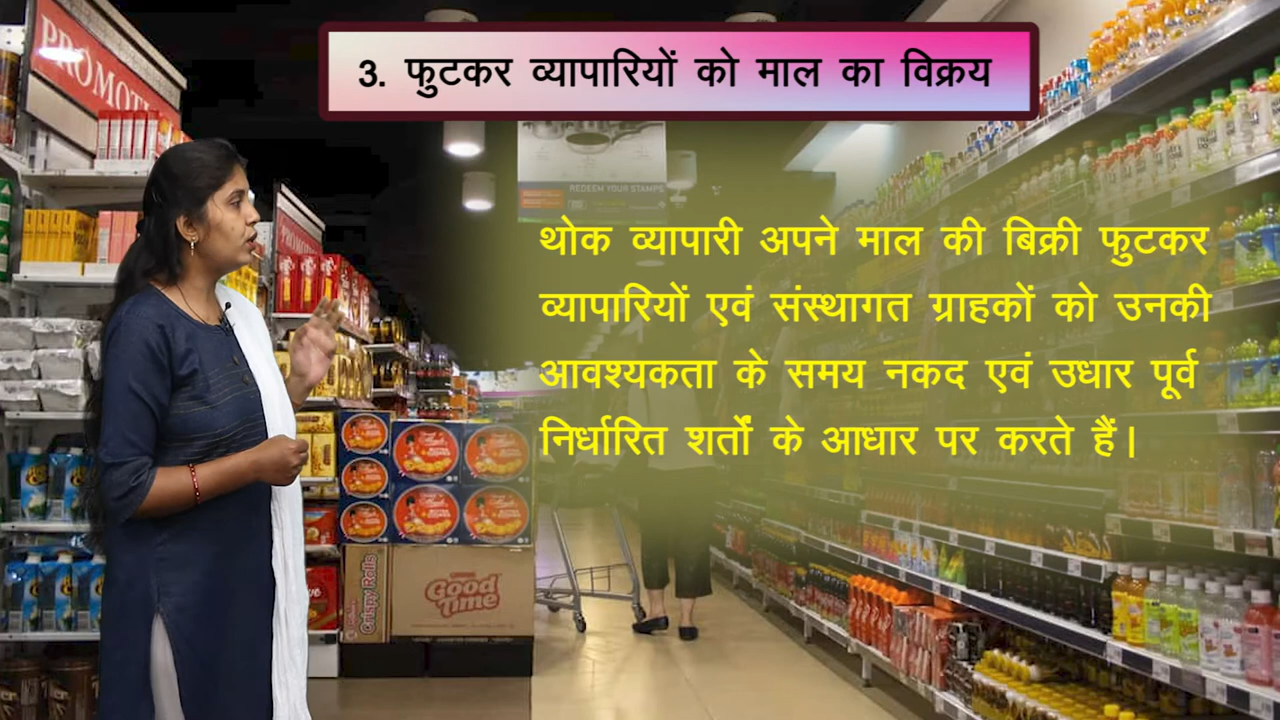 3. फुटकर व्यापारियों को माल का विक्रय
PROMOTI
REDEEM YOUR STAMPS
थोक व्यापारी अपने माल की बिक्री फुटकर
व्यापारियों एवं संस्थागत ग्राहकों को उनकी
आवश्यकता के समय नकद एवं उधार पूर्व
निर्धारित शर्तों के आधार पर करते हैं।
Crispy Rolls
Good Time